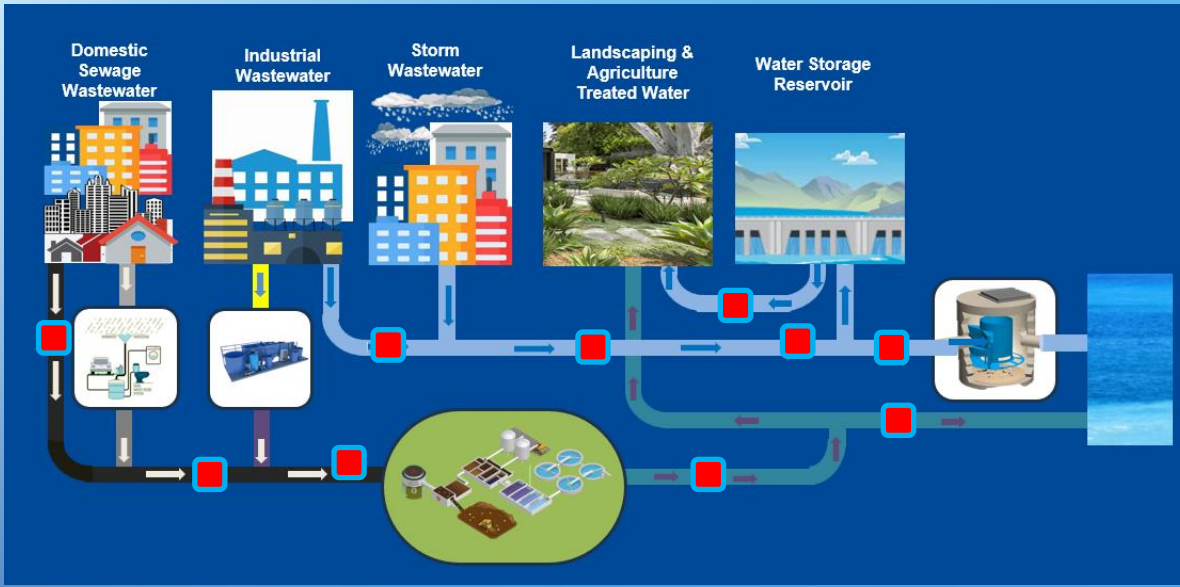 Domestic
Sewage
Wastewater
Industrial
Wastewater
Storm
Wastewater
Landscaping &
Agriculture
Treated Water
Water Storage
Reservoir